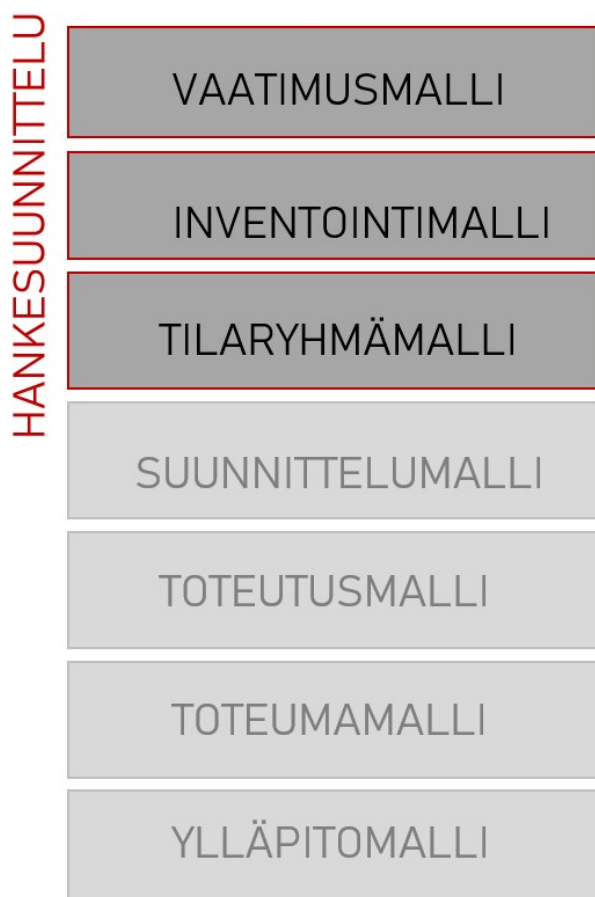 HANKESUUNNITTELU
VAATIMUSMALLI
INVENTOINTIMALLI
TILARYHMÄMALLI
SUUNNITTELUMALLI
TOTEUTUSMALLI
TOTEUMAMALLI
YLLÄPITOMALLI